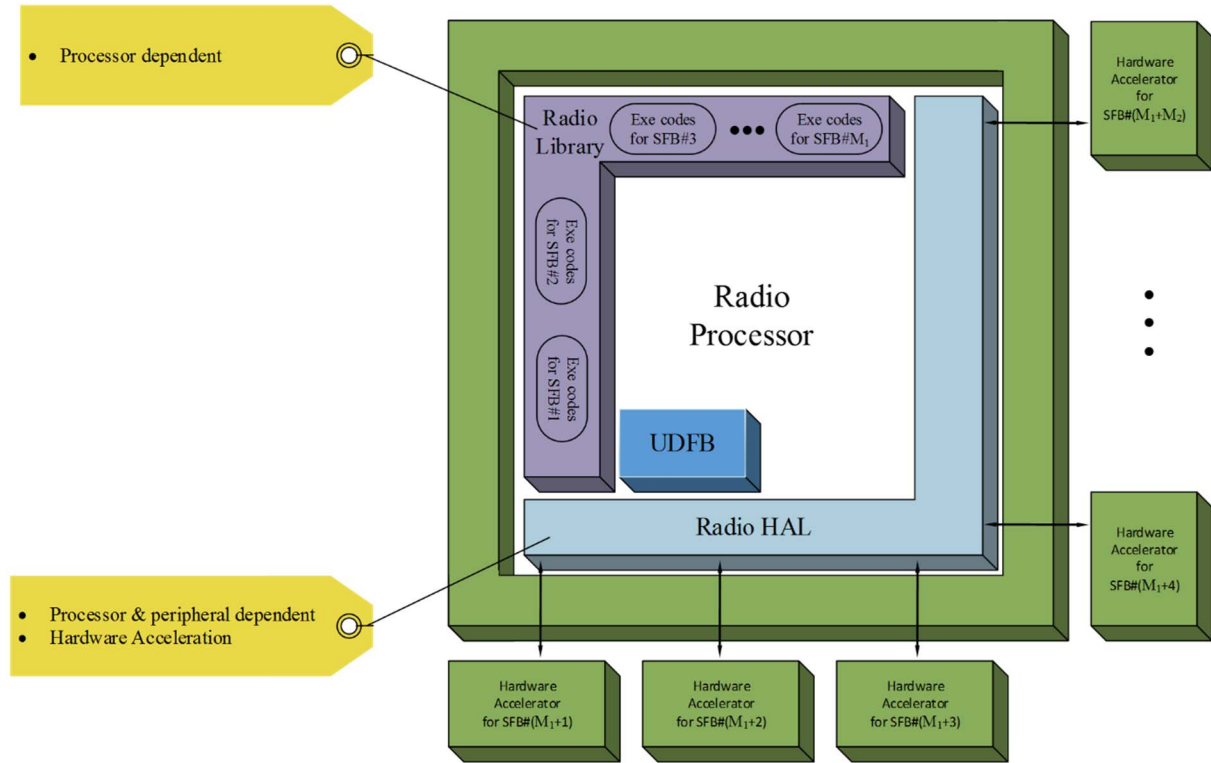 • Processor dependent
Radio
Library
Exe codes
for SFB#3
•••
Exe codes
for SFB#M₁
Exe codes
for SFB#2
Exe codes
for SFB#1
Radio
Processor
UDFB
Radio HAL
• Processor & peripheral dependent
• Hardware Acceleration
Hardware
Accelerator
for
SFB#(M₁+M₂)
Hardware
Accelerator
for
SFB#(M₁+4)
Hardware
Accelerator
for SFB#(M₁+1)
Hardware
Accelerator
for SFB#(M₁+2)
Hardware
Accelerator
for SFB#(M₁+3)